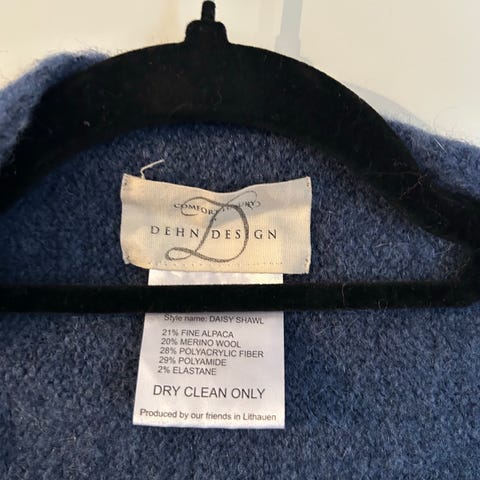 COMFORT LUXURY
D
DEHN DESIGN
Style name: DAISY SHAWL
21% FINE ALPACA
20% MERINO WOOL
28% POLYACRYLIC FIBER
29% POLYAMIDE
2% ELASTANE
DRY CLEAN ONLY
Produced by our friends in Lithauen